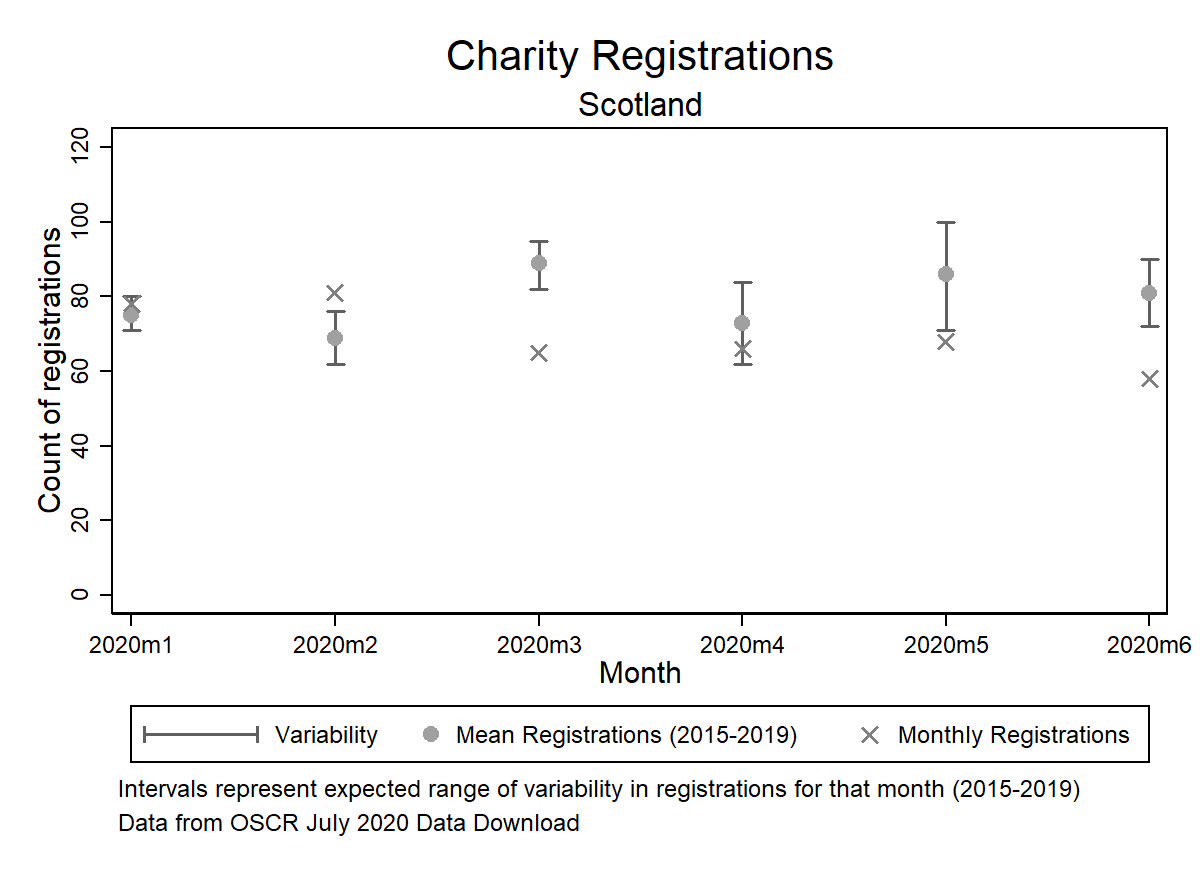 Charity Registrations
Scotland
Count of registrations
120
100
80
60
40
20
0
2020m1 2020m2 2020m3 2020m4 2020m5 2020m6
Month
Variability Mean Registrations (2015-2019) Monthly Registrations
Intervals represent expected range of variability in registrations for that month (2015-2019)
Data from OSCR July 2020 Data Download